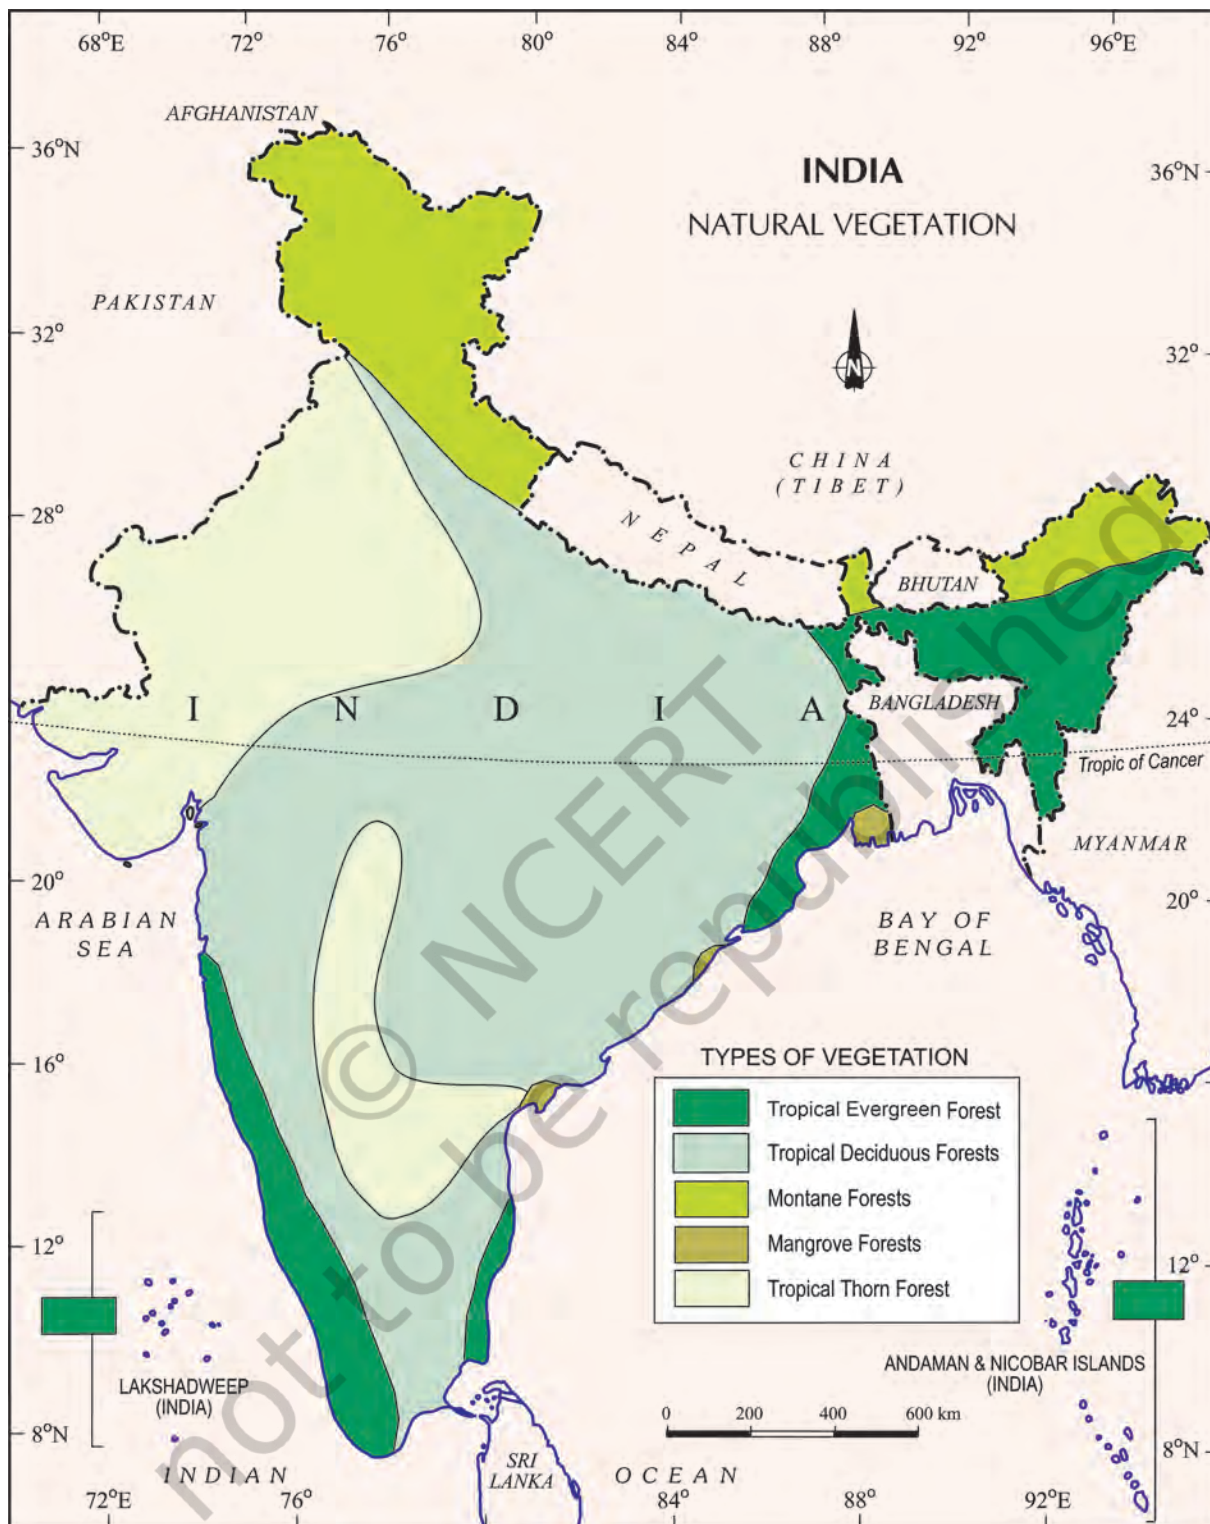 68°E 72° 76° 80° 84° 88° 92° 96°E
AFGHANISTAN
36°N
INDIA
36°N
NATURAL VEGETATION
PAKISTAN
32°
32°
N
CHINA
(TIBET)
28°
NEPAL
BHUTAN
I N D I A
BANGLADESH
24°
Tropic of Cancer
MYANMAR
20°
20°
ARABIAN
SEA
BAY OF
BENGAL
16°
TYPES OF VEGETATION
Tropical Evergreen Forest
Tropical Deciduous Forests
Montane Forests
Mangrove Forests
Tropical Thorn Forest
12°
12°
LAKSHADWEEP
(INDIA)
ANDAMAN & NICOBAR ISLANDS
(INDIA)
0 200 400 600 km
8°N
8°N
SRI
LANKA
INDIAN OCEAN
72°E 76° 84° 88° 92°E
© NCERT
not to be republished